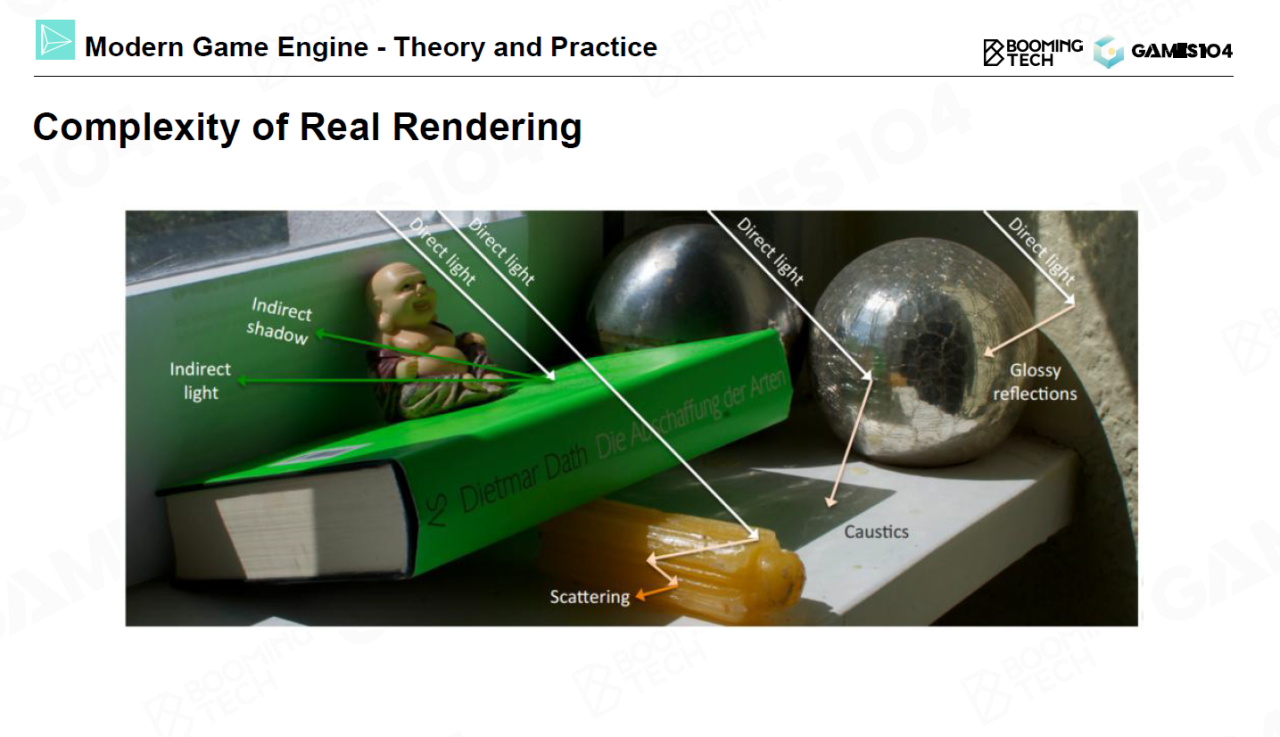 Modern Game Engine - Theory and Practice
BOOMING
TECH
GAMES104
Complexity of Real Rendering
Direct light
Direct light
Direct light
Direct light
Indirect
shadow
Indirect
light
Glossy
reflections
Dietmar Dath Die Abschaffung der Arten
Caustics
Scattering